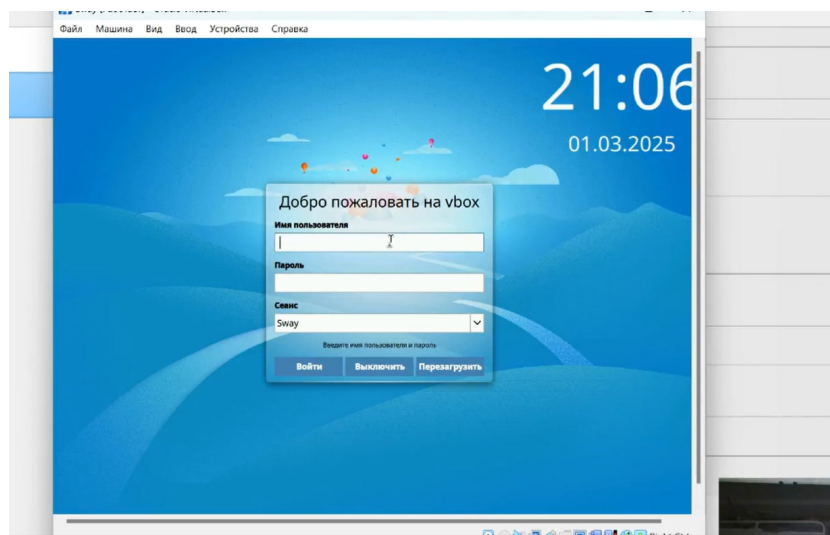 Файл Машина Вид Ввод Устройства Справка
21:06
01.03.2025
Добро пожаловать на vbox
Имя пользователя
Пароль
Сеанс
Sway
Введите имя пользователя и пароль
Войти Выключить Перезагрузить